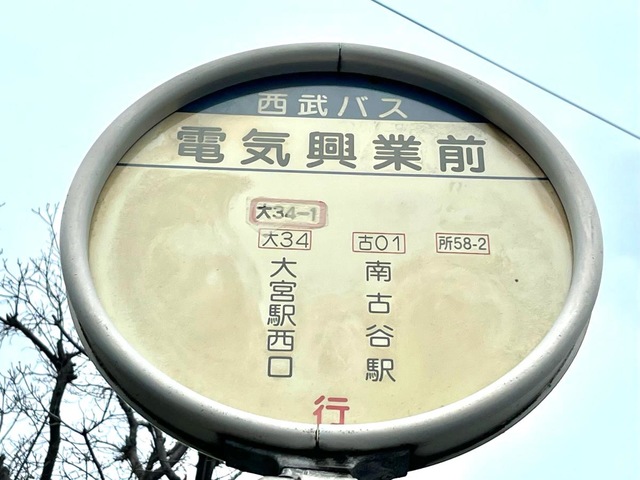 西武バス
電気興業前
大34-1
大34 古01 所58-2
大宮駅西口
南古谷駅
行